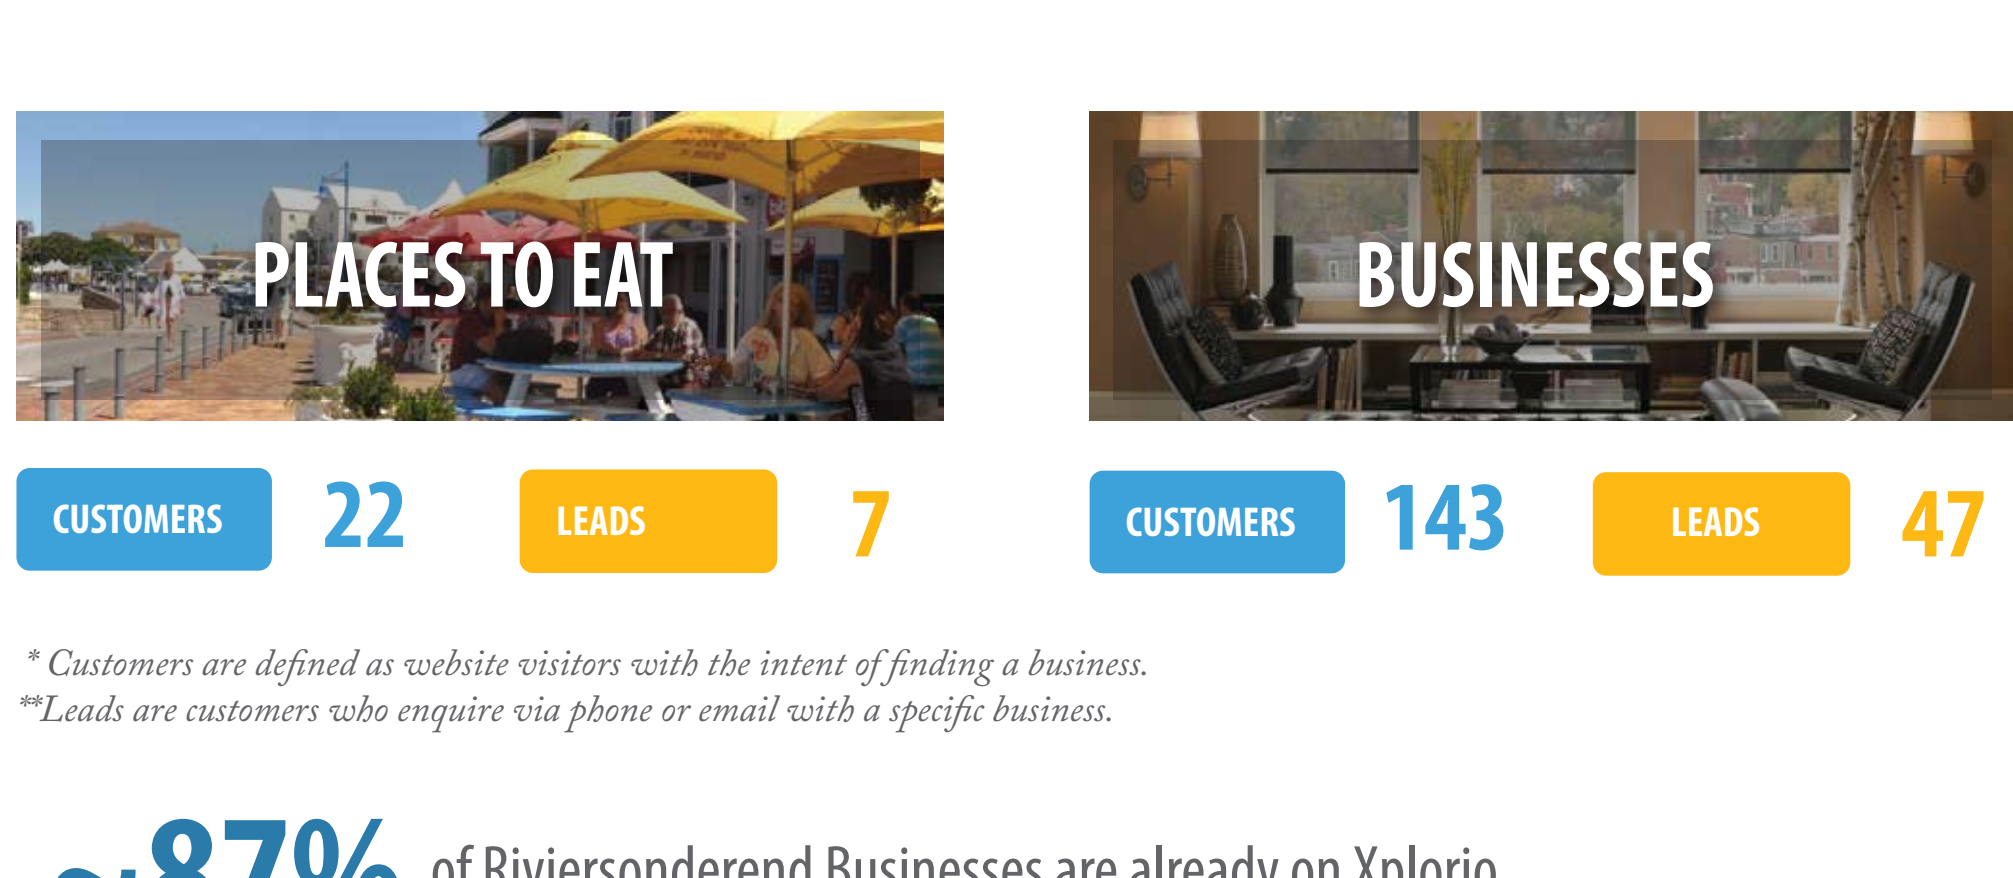 PLACES TO EAT
BUSINESSES
CUSTOMERS 22 LEADS 7
CUSTOMERS 143 LEADS 47
* Customers are defined as website visitors with the intent of finding a business.
**Leads are customers who enquire via phone or email with a specific business.
~87% of Riviersonderend Businesses are already on Xplorio